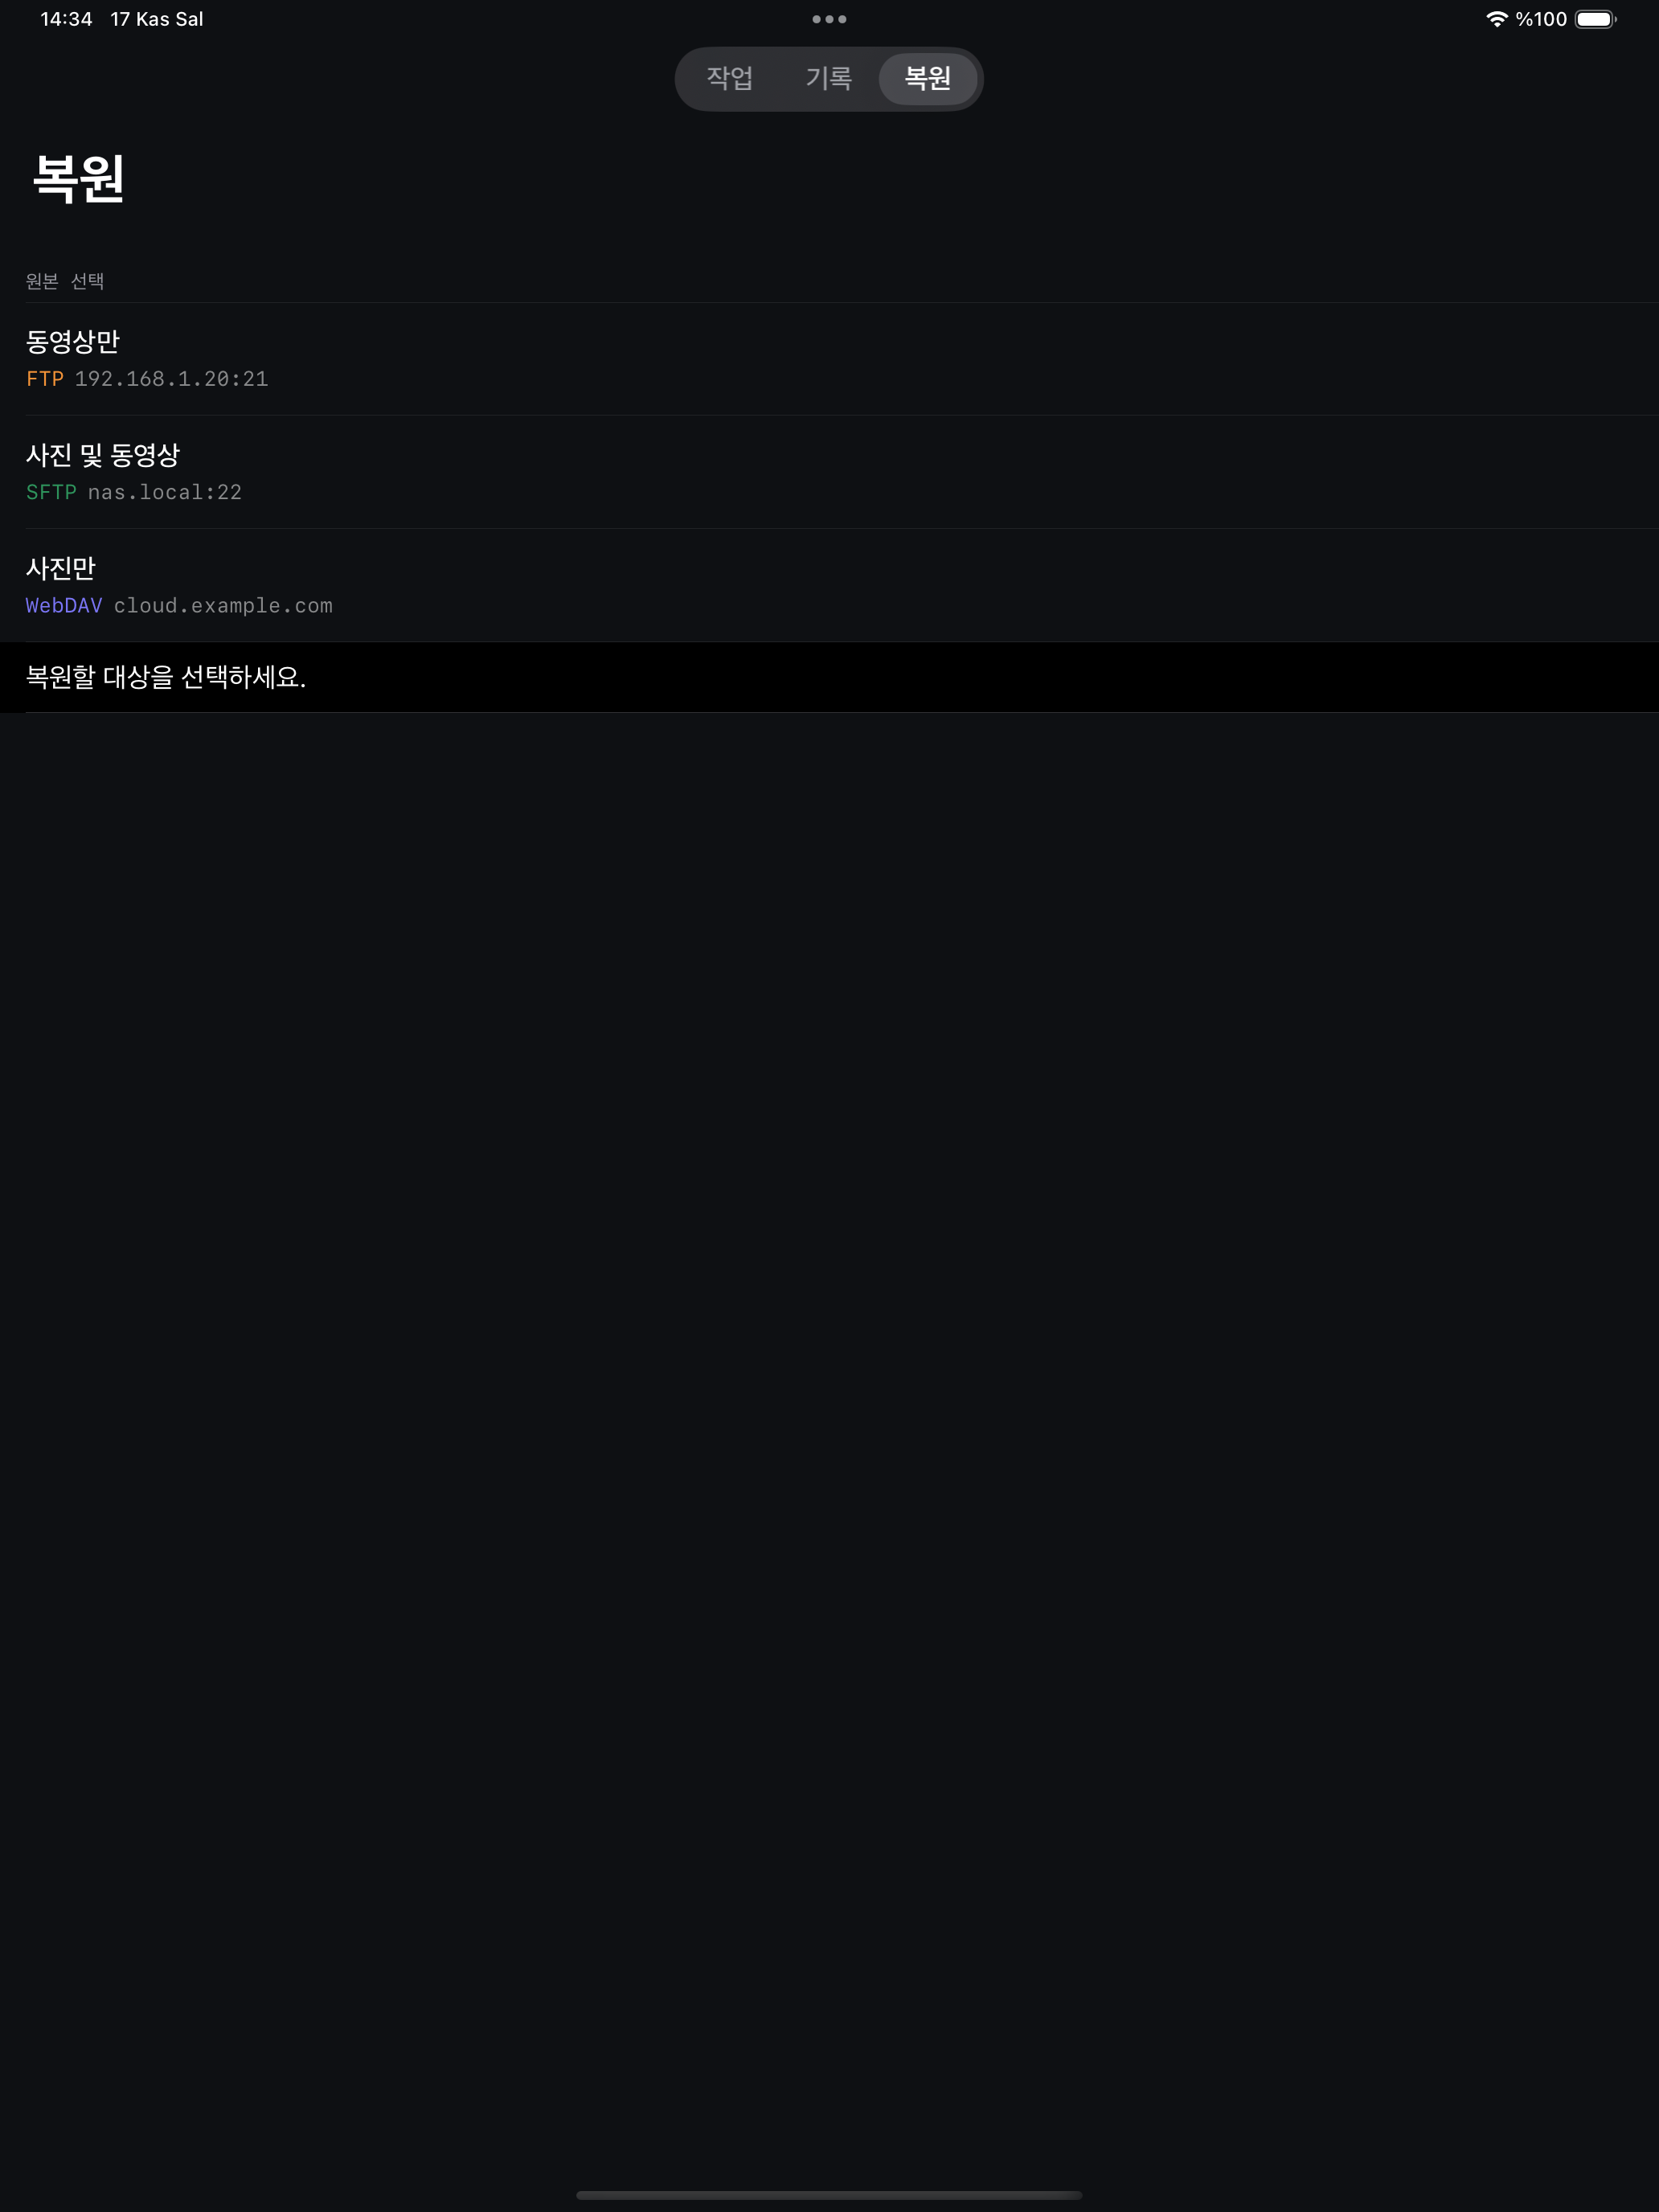 14:34 17 Kas Sal
%100
작업 기록 복원
복원
원본 선택
동영상만
FTP 192.168.1.20:21
사진 및 동영상
SFTP nas.local:22
사진만
WebDAV cloud.example.com
복원할 대상을 선택하세요.